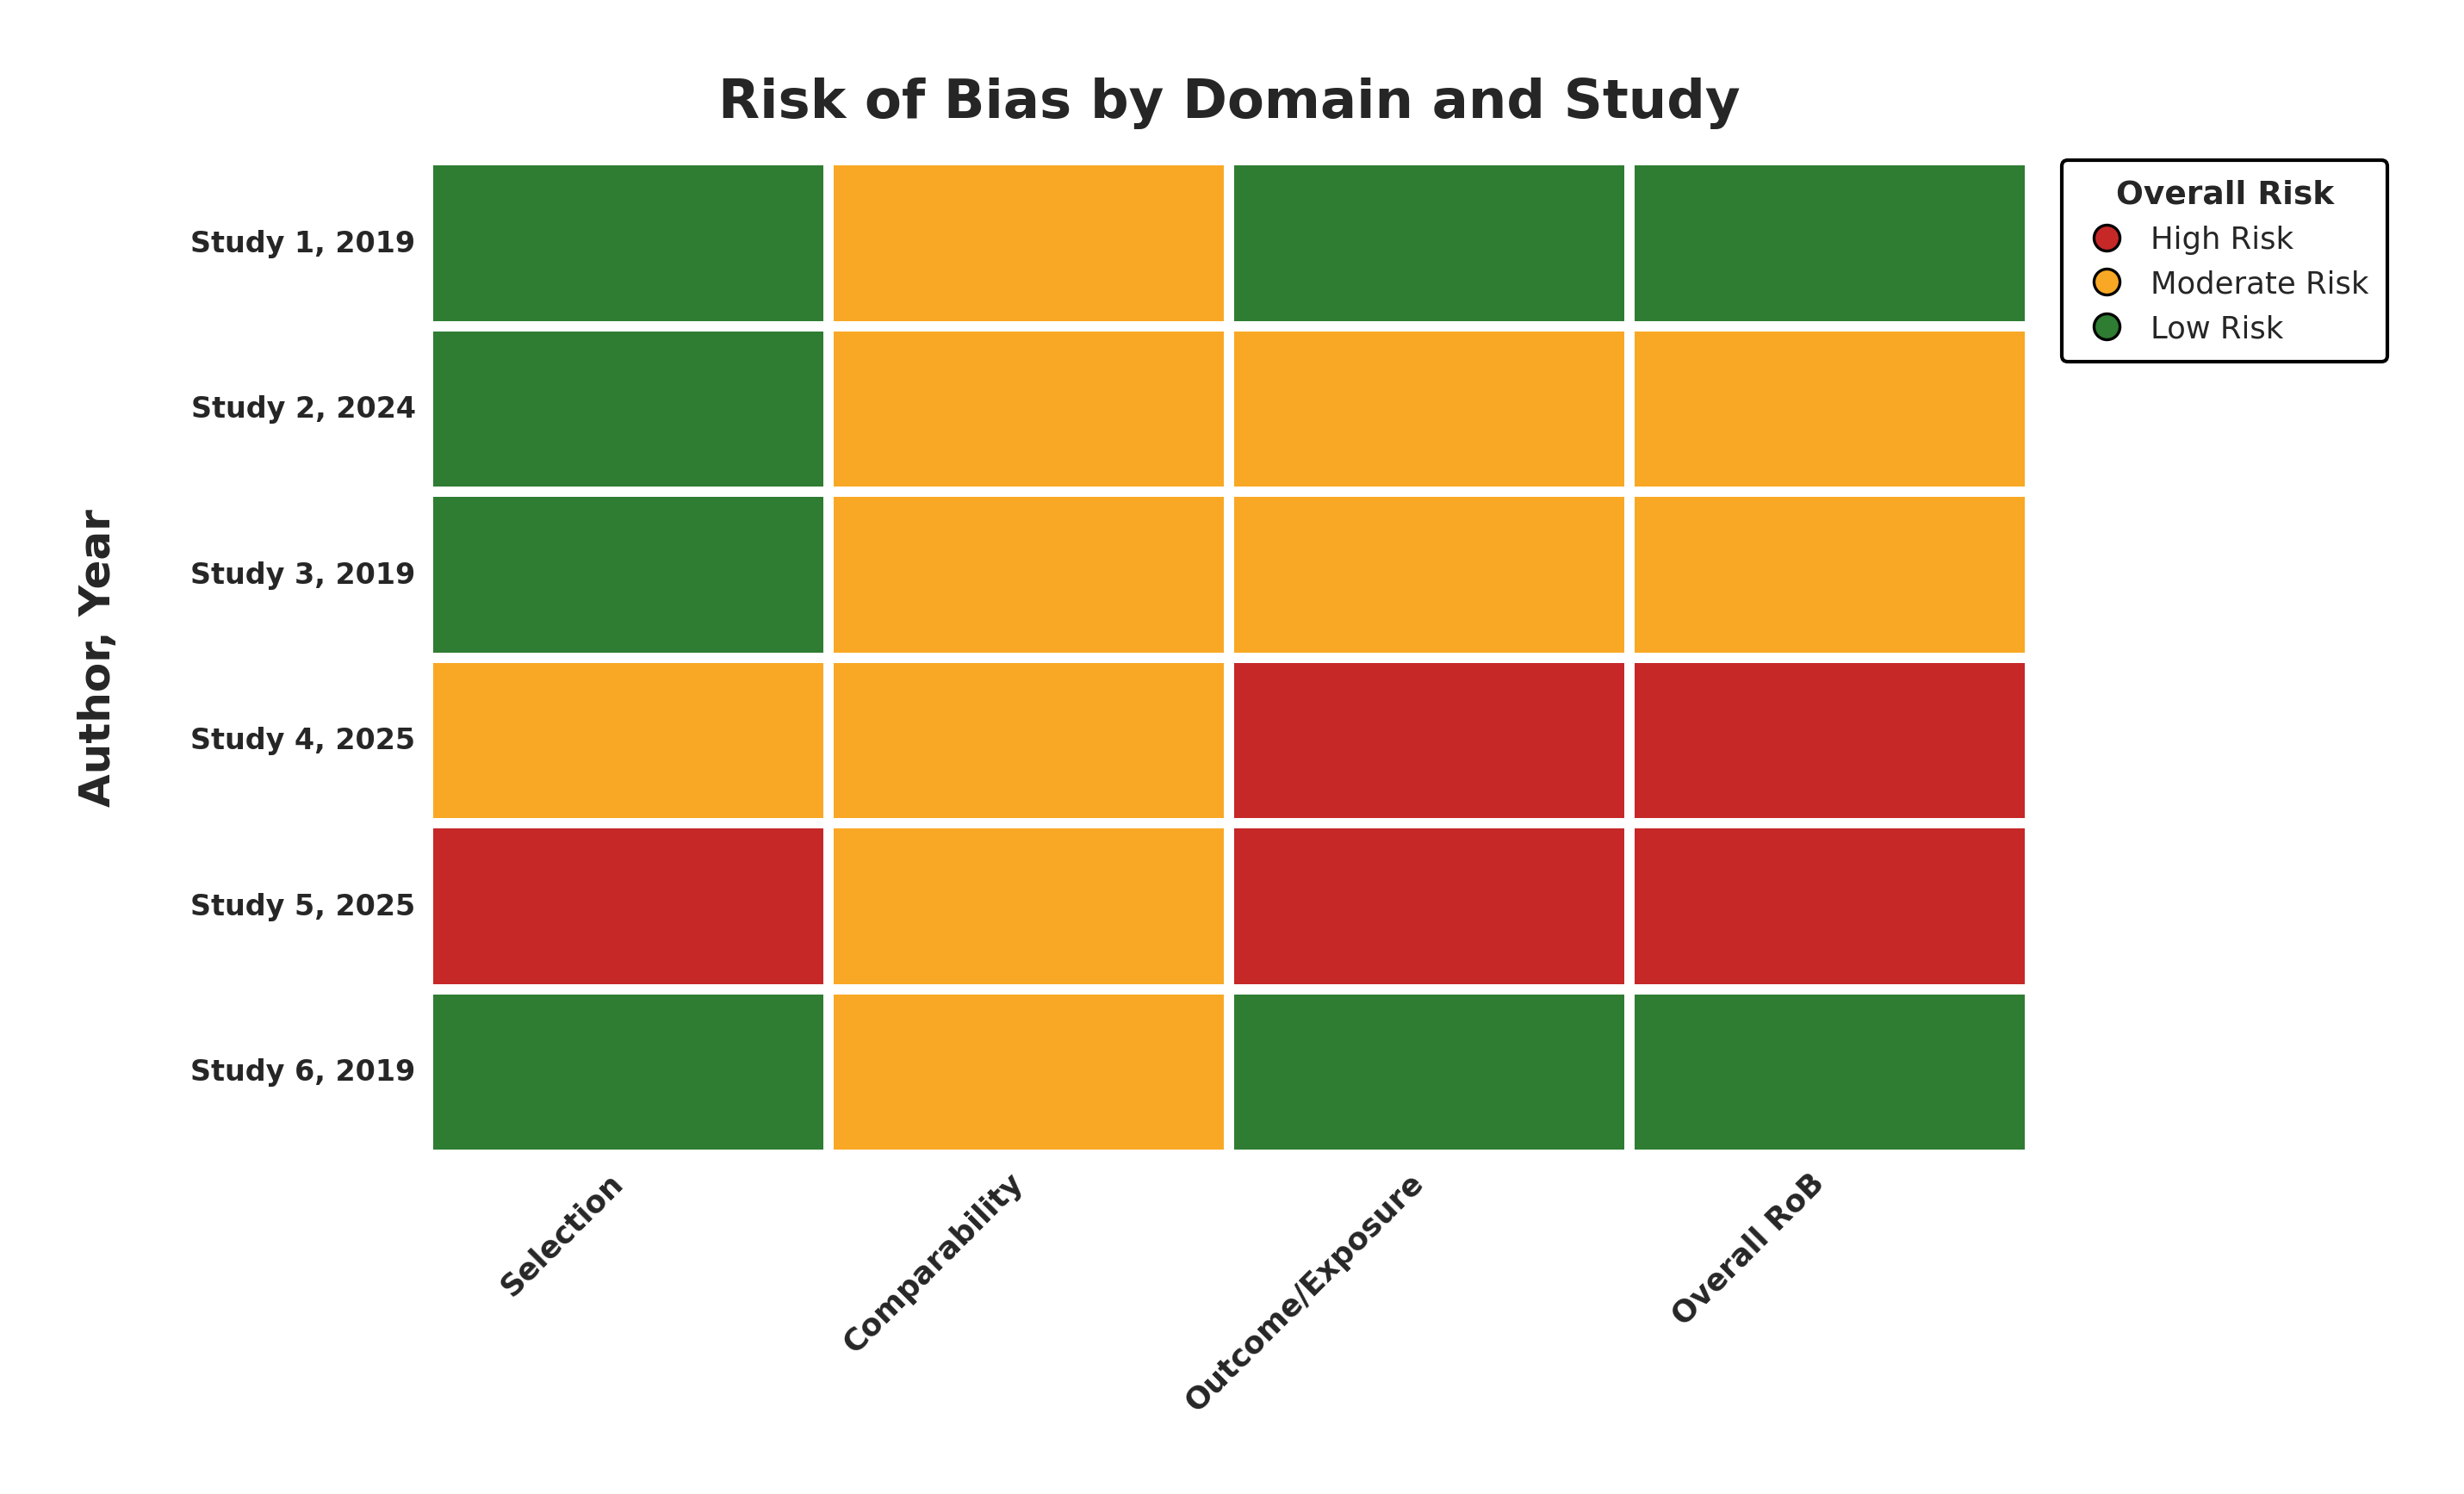 Risk of Bias by Domain and Study
Overall Risk
High Risk
Moderate Risk
Low Risk
Author, Year
Study 1, 2019
Study 2, 2024
Study 3, 2019
Study 4, 2025
Study 5, 2025
Study 6, 2019
Selection
Comparability
Outcome/Exposure
Overall RoB